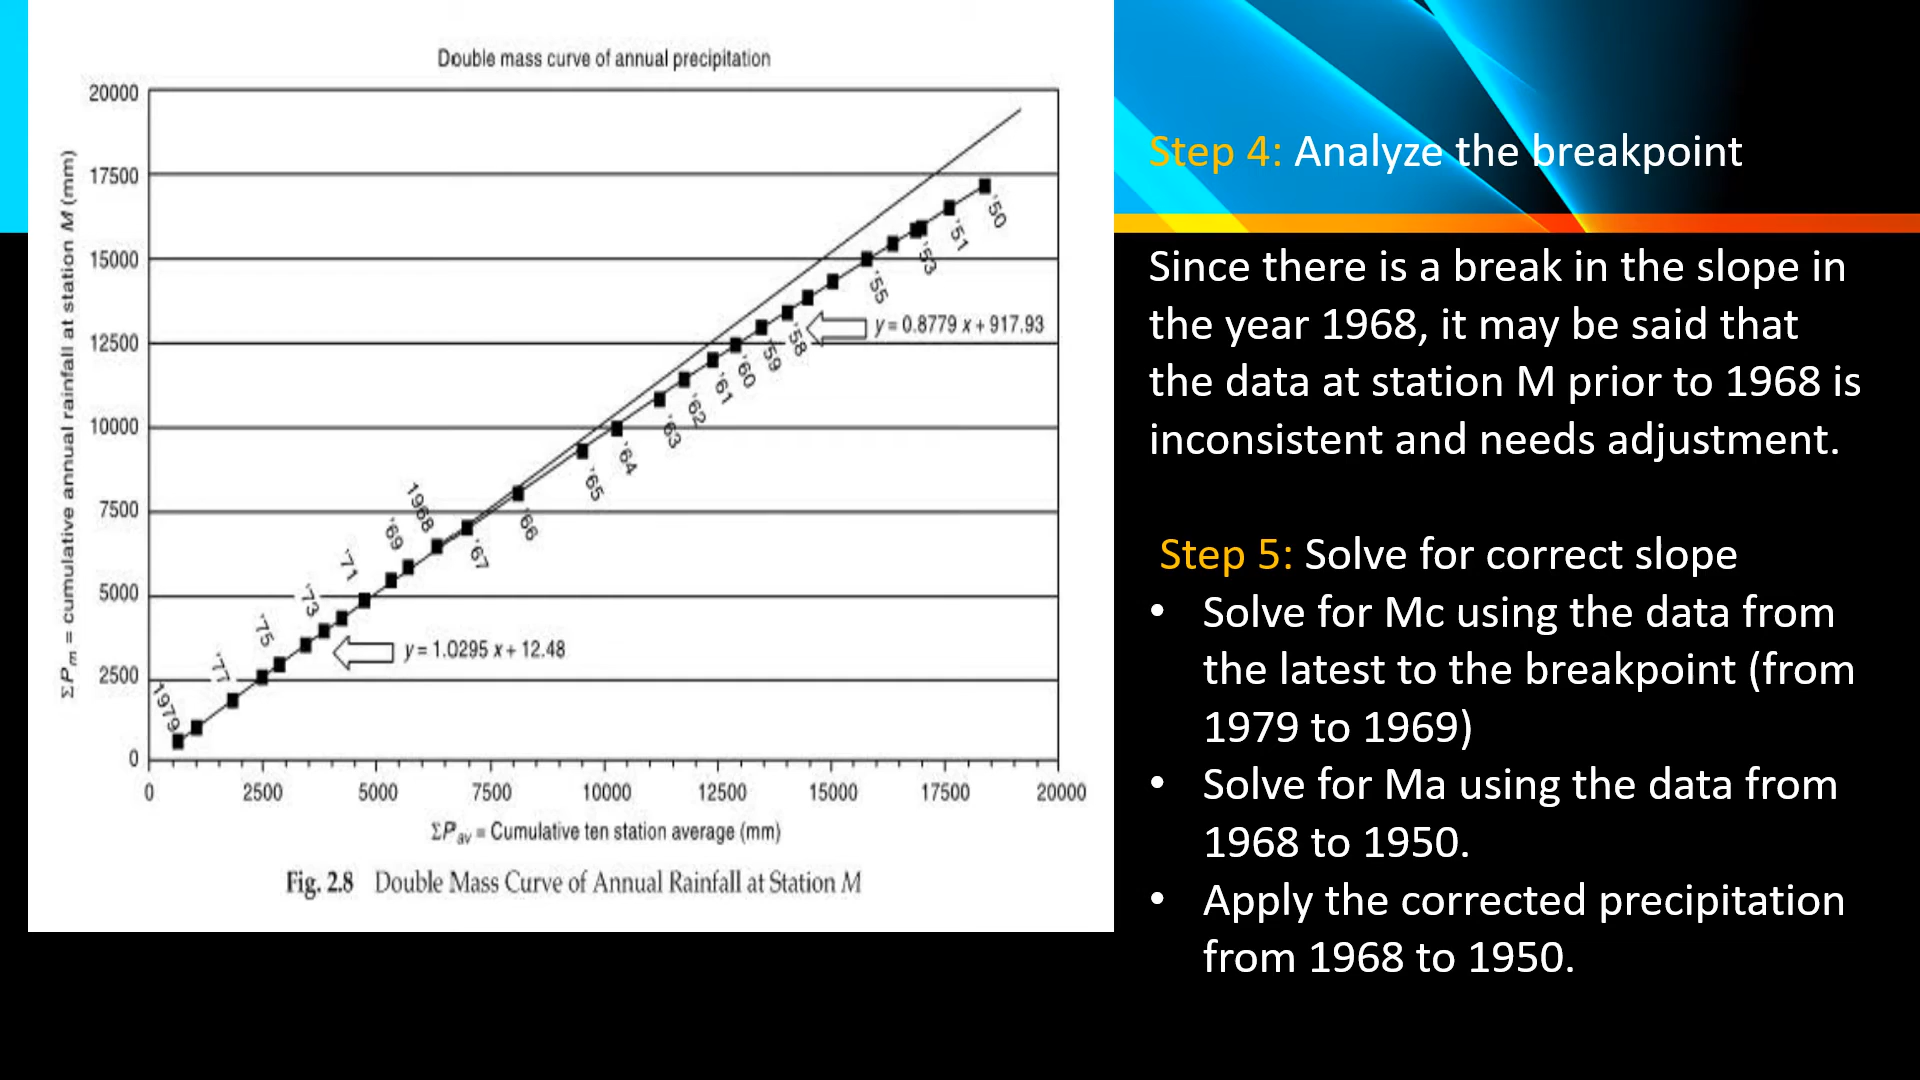 Double mass curve of annual precipitation
20000
17500
15000
12500
10000
7500
5000
2500
0
ΣPm = cumulative annual rainfall at station M (mm)
'50
'51
'53
'55
y = 0.8779 x + 917.93
'58
'59
'60
'61
'62
'63
'64
'65
'66
'67
1968
'69
'71
'73
'75
'77
1979
y = 1.0295 x + 12.48
0 2500 5000 7500 10000 12500 15000 17500 20000
ΣPav = Cumulative ten station average (mm)
Fig. 2.8 Double Mass Curve of Annual Rainfall at Station M
Step 4: Analyze the breakpoint
Since there is a break in the slope in
the year 1968, it may be said that
the data at station M prior to 1968 is
inconsistent and needs adjustment.
Step 5: Solve for correct slope
• Solve for Mc using the data from
the latest to the breakpoint (from
1979 to 1969)
• Solve for Ma using the data from
1968 to 1950.
• Apply the corrected precipitation
from 1968 to 1950.